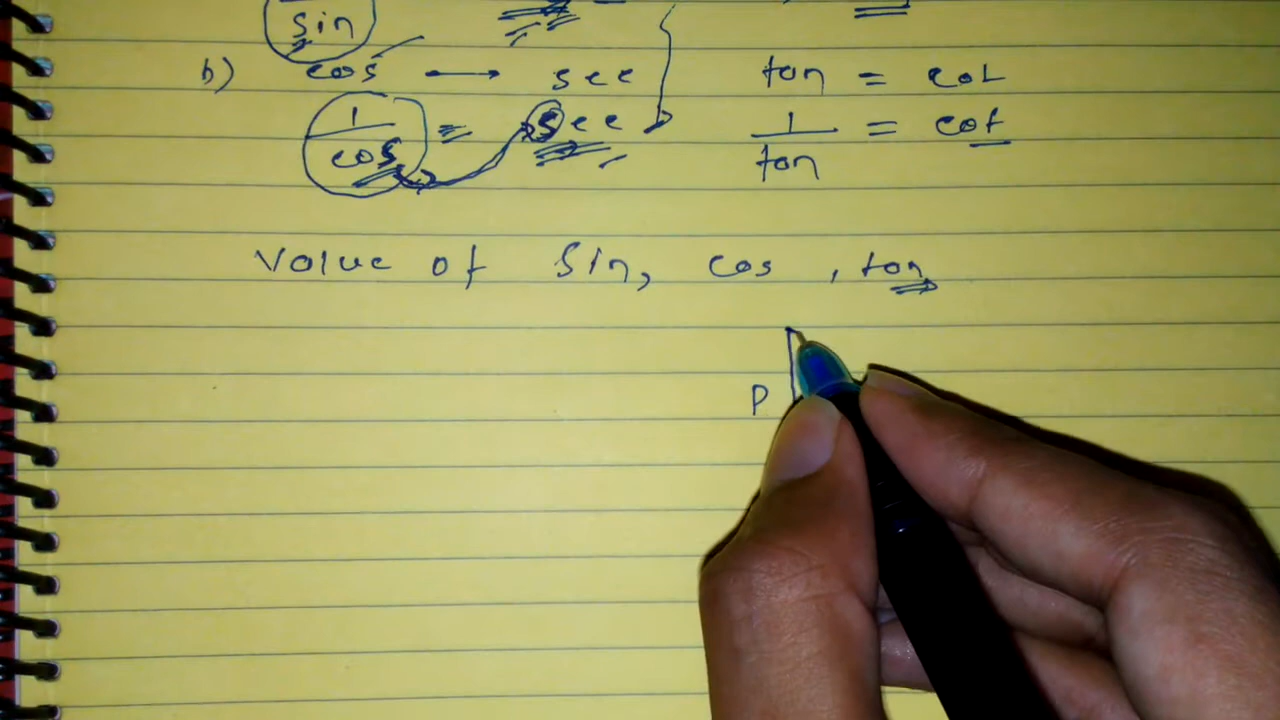 sin
b) cos → sec tan = cot
1/cos = sec 1/tan = cot
Value of Sin, cos, tan
P